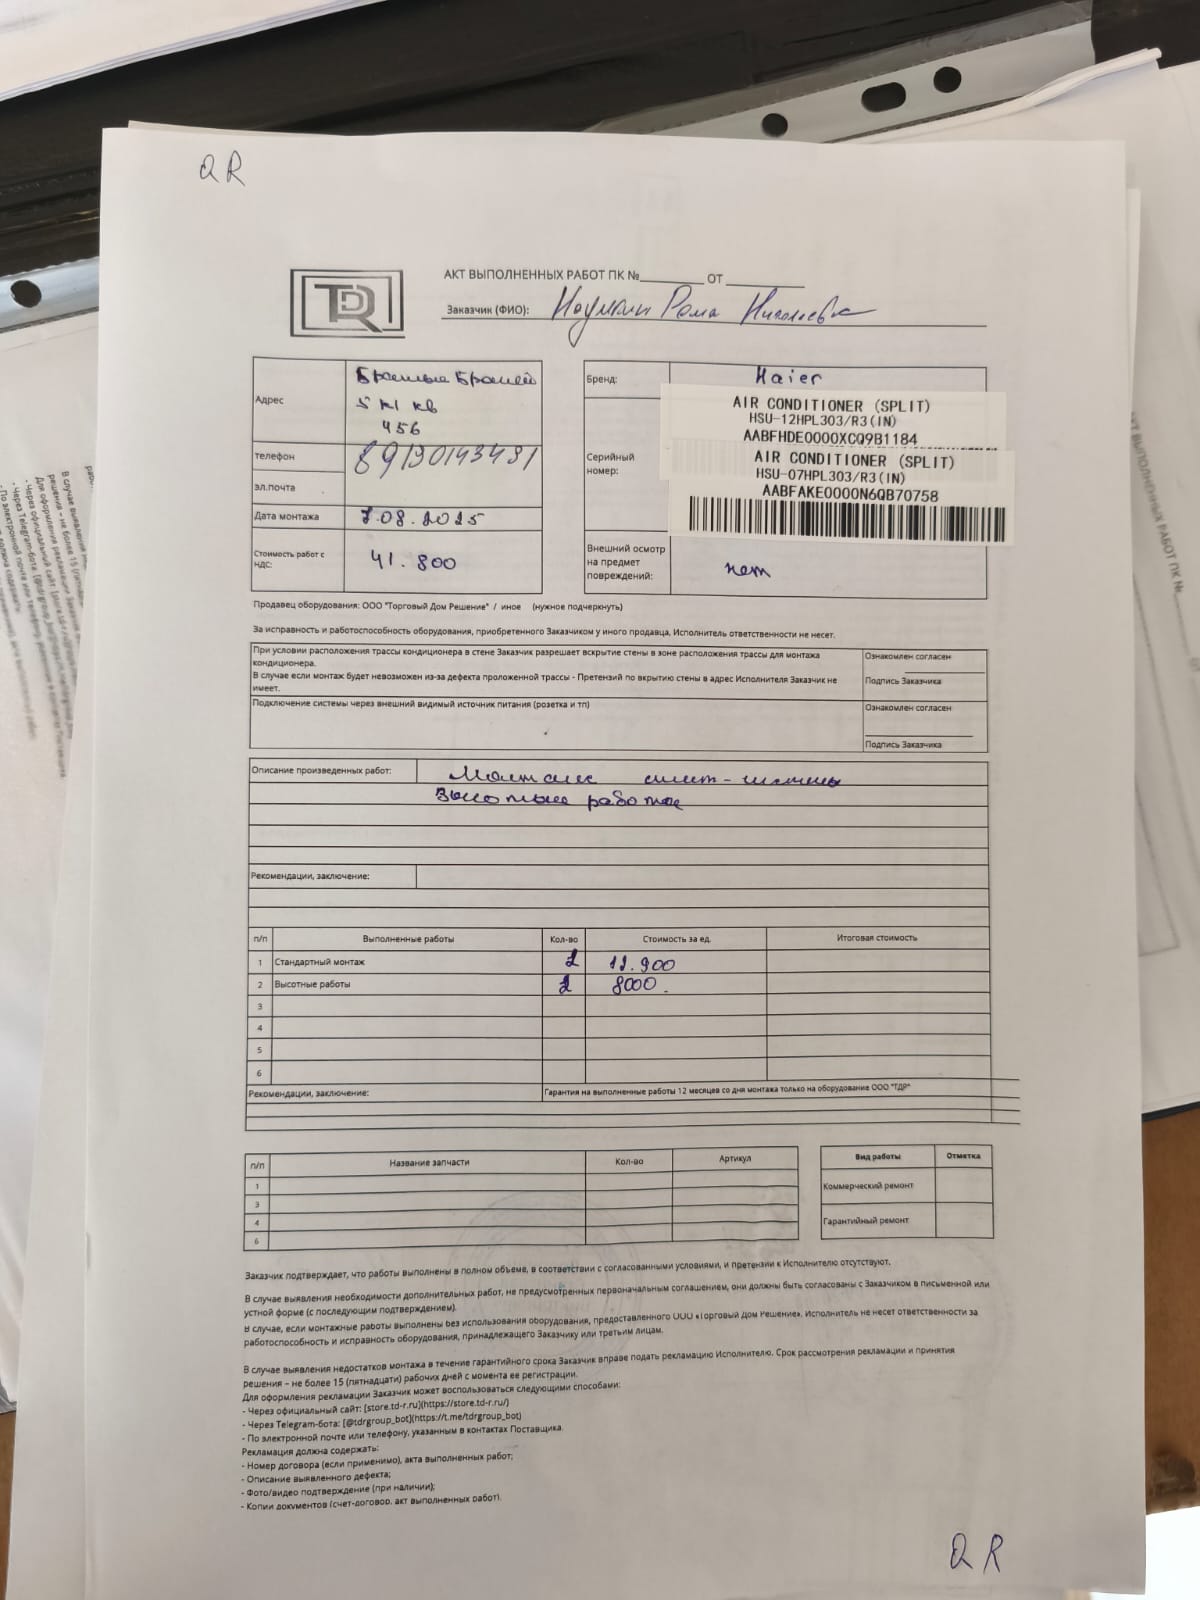 QR
TDR
АКТ ВЫПОЛНЕННЫХ РАБОТ ПК №________ ОТ ________
Заказчик (ФИО): Николаевна
Адрес
5 к1 кв
456
телефон 89130143431
эл.почта
Дата монтажа 7.08.2025
Стоимость работ с НДС: 41.800
Бренд: Haier
Серийный номер:
AIR CONDITIONER (SPLIT)
HSU-12HPL303/R3(IN)
AABFHDE0000XCQ9B1184
AIR CONDITIONER (SPLIT)
HSU-07HPL303/R3(IN)
AABFAKE0000N6QB70758
Внешний осмотр на предмет повреждений: нет
Продавец оборудования: ООО "Торговый Дом Решение" / иное (нужное подчеркнуть)
За исправность и работоспособность оборудования, приобретенного Заказчиком у иного продавца, Исполнитель ответственности не несет.
При условии расположения трассы кондиционера в стене Заказчик разрешает вскрытие стены в зоне расположения трассы для монтажа
кондиционера.
В случае если монтаж будет невозможен из-за дефекта проложенной трассы - Претензий по вкрытию стены в адрес Исполнителя Заказчик не
имеет.
Ознакомлен согласен
Подпись Заказчика
Подключение системы через внешний видимый источник питания (розетка и тп)
Ознакомлен согласен
Подпись Заказчика
Описание произведенных работ: Монтаж сплит-системы
Высотные работы
Рекомендации, заключение:
п/п Выполненные работы Кол-во Стоимость за ед. Итоговая стоимость
1 Стандартный монтаж 2 12.900
2 Высотные работы 2 8000
3
4
5
6
Рекомендации, заключение: Гарантия на выполненные работы 12 месяцев со дня монтажа только на оборудование ООО "ТДР"
п/п Название запчасти Кол-во Артикул
1
3
4
6
Вид работы Отметка
Коммерческий ремонт
Гарантийный ремонт
Заказчик подтверждает, что работы выполнены в полном объеме, в соответствии с согласованными условиями, и претензии к Исполнителю отсутствуют.
В случае выявления необходимости дополнительных работ, не предусмотренных первоначальным соглашением, они должны быть согласованы с Заказчиком в письменной или
устной форме (с последующим подтверждением).
В случае, если монтажные работы выполнены без использования оборудования, предоставленного ООО «Торговый Дом Решение», Исполнитель не несет ответственности за
работоспособность и исправность оборудования, принадлежащего Заказчику или третьим лицам.
В случае выявления недостатков монтажа в течение гарантийного срока Заказчик вправе подать рекламацию Исполнителю. Срок рассмотрения рекламации и принятия
решения – не более 15 (пятнадцати) рабочих дней с момента ее регистрации.
Для оформления рекламации Заказчик может воспользоваться следующими способами:
- Через официальный сайт: [store.td-r.ru](https://store.td-r.ru/)
- Через Telegram-бота: [@tdrgroup_bot](https://t.me/tdrgroup_bot)
- По электронной почте или телефону, указанным в контактах Поставщика.
Рекламация должна содержать:
- Номер договора (если применимо), акта выполненных работ;
- Описание выявленного дефекта;
- Фото/видео подтверждение (при наличии);
- Копии документов (счет-договор, акт выполненных работ).
QR